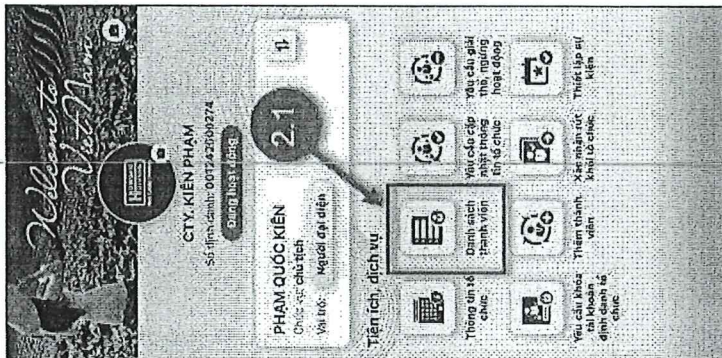 Welcome to
Viet Nam
CTY. KIÊN PHẠM
Số định danh: 001242000274
Đang hoạt động
PHẠM QUỐC KIÊN
Chức vụ: chủ tịch
Vai trò: Người đại diện
2.1
Tiện ích, dịch vụ
Thông tin tổ chức
Danh sách thành viên
Yêu cầu cập nhật thông tin tổ chức
Yêu cầu giải thể, ngừng hoạt động
Yêu cầu khóa tài khoản định danh tổ chức
Thêm thành viên
Xác nhận rút khỏi tổ chức
Thiết lập sự kiện